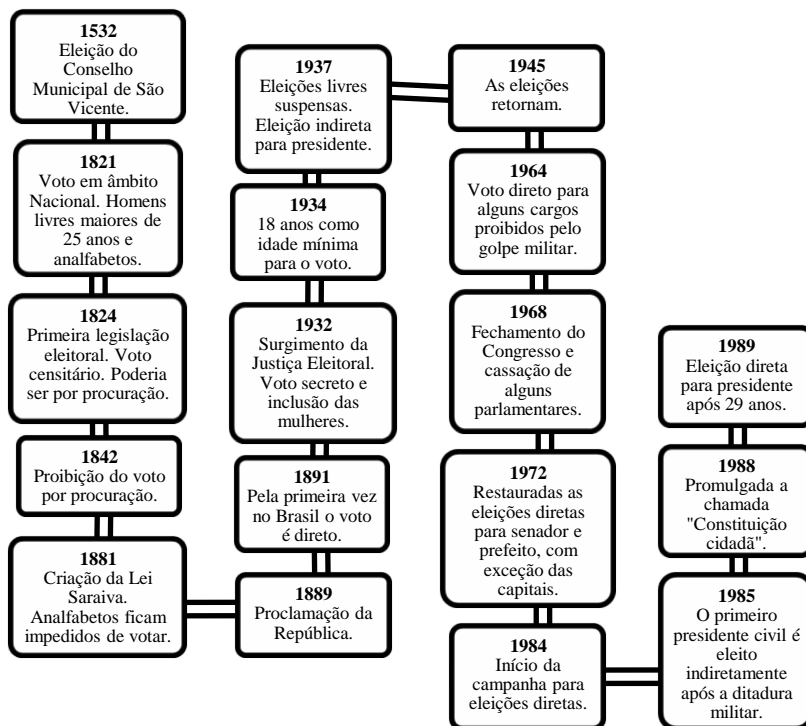 1532
Eleição do
Conselho
Municipal de São
Vicente.
1821
Voto em âmbito
Nacional. Homens
livres maiores de
25 anos e
analfabetos.
1824
Primeira legislação
eleitoral. Voto
censitário. Poderia
ser por procuração.
1842
Proibição do voto
por procuração.
1881
Criação da Lei
Saraiva.
Analfabetos ficam
impedidos de votar.
1889
Proclamação da
República.
1891
Pela primeira vez
no Brasil o voto
é direto.
1932
Surgimento da
Justiça Eleitoral.
Voto secreto e
inclusão das
mulheres.
1934
18 anos como
idade mínima
para o voto.
1937
Eleições livres
suspensas.
Eleição indireta
para presidente.
1945
As eleições
retornam.
1964
Voto direto para
alguns cargos
proibidos pelo
golpe militar.
1968
Fechamento do
Congresso e
cassação de
alguns
parlamentares.
1972
Restauradas as
eleições diretas
para senador e
prefeito, com
exceção das
capitais.
1984
Início da
campanha para
eleições diretas.
1985
O primeiro
presidente civil é
eleito
indiretamente
após a ditadura
militar.
1988
Promulgada a
chamada
"Constituição
cidadã".
1989
Eleição direta
para presidente
após 29 anos.